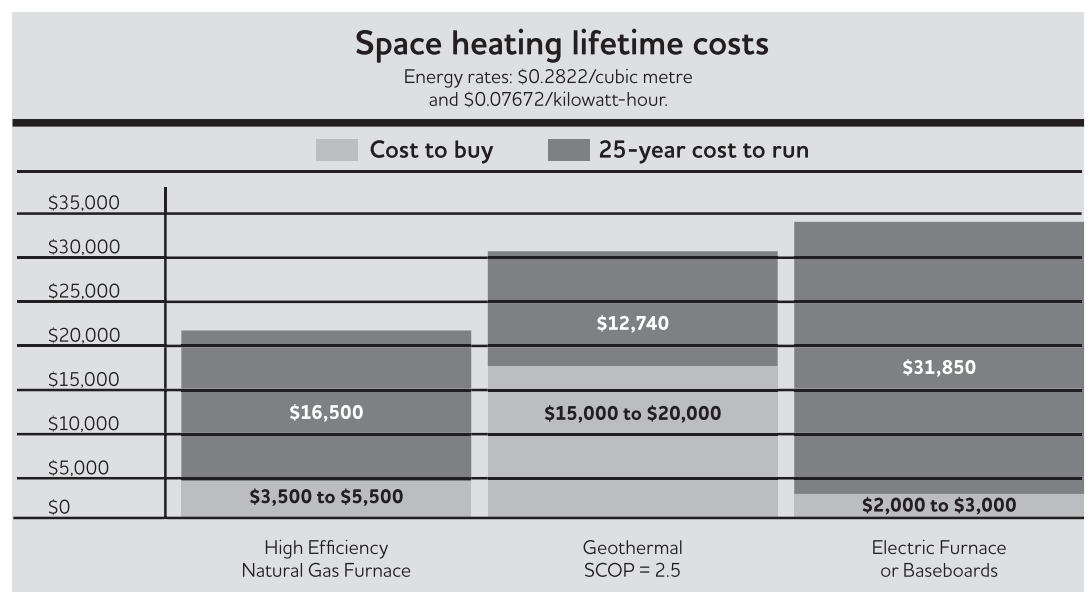 Space heating lifetime costs
Energy rates: $0.2822/cubic metre
and $0.07672/kilowatt-hour.
Cost to buy
25-year cost to run
$35,000
$30,000
$25,000
$20,000
$15,000
$10,000
$5,000
$0
$16,500
$3,500 to $5,500
$12,740
$15,000 to $20,000
$31,850
$2,000 to $3,000
High Efficiency
Natural Gas Furnace
Geothermal
SCOP = 2.5
Electric Furnace
or Baseboards